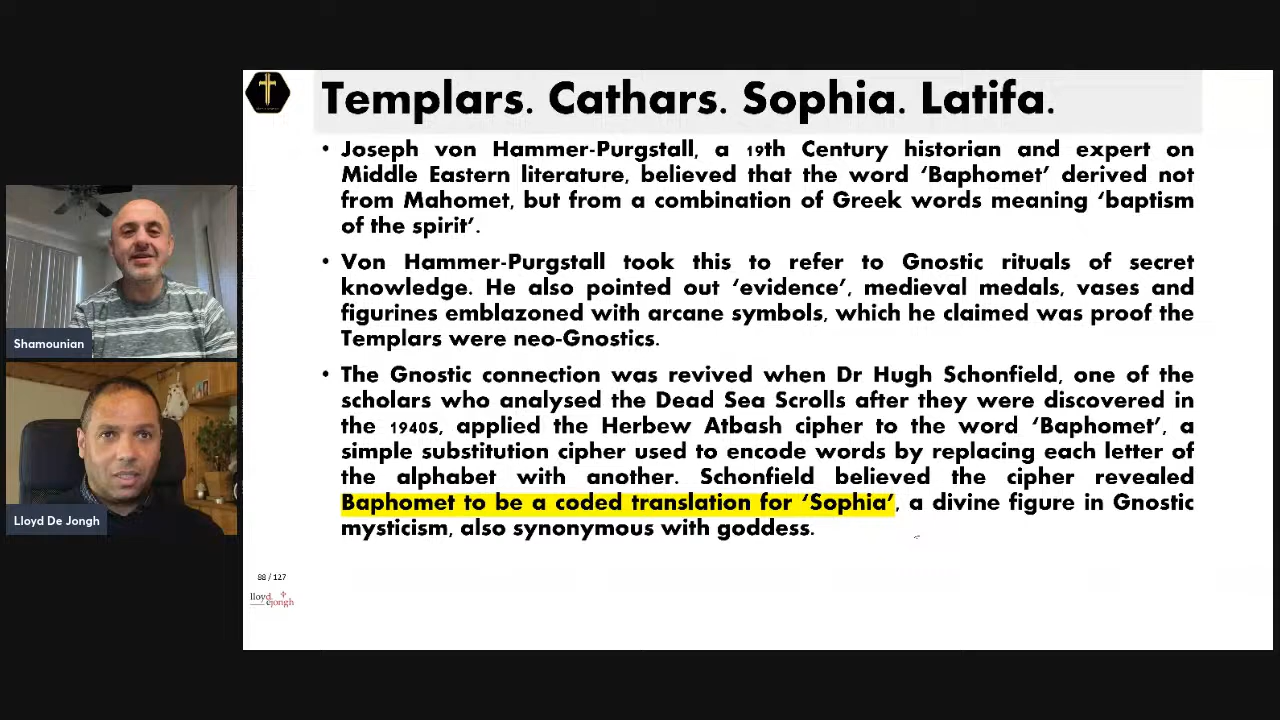 Templars. Cathars. Sophia. Latifa.
• Joseph von Hammer-Purgstall, a 19th Century historian and expert on
Middle Eastern literature, believed that the word ‘Baphomet’ derived not
from Mahomet, but from a combination of Greek words meaning ‘baptism
of the spirit’.
• Von Hammer-Purgstall took this to refer to Gnostic rituals of secret
knowledge. He also pointed out ‘evidence’, medieval medals, vases and
figurines emblazoned with arcane symbols, which he claimed was proof the
Templars were neo-Gnostics.
• The Gnostic connection was revived when Dr Hugh Schonfield, one of the
scholars who analysed the Dead Sea Scrolls after they were discovered in
the 1940s, applied the Herbew Atbash cipher to the word ‘Baphomet’, a
simple substitution cipher used to encode words by replacing each letter of
the alphabet with another. Schonfield believed the cipher revealed
Baphomet to be a coded translation for ‘Sophia’, a divine figure in Gnostic
mysticism, also synonymous with goddess.
88 / 127
lloyd
dejongh
Shamounian
Lloyd De Jongh